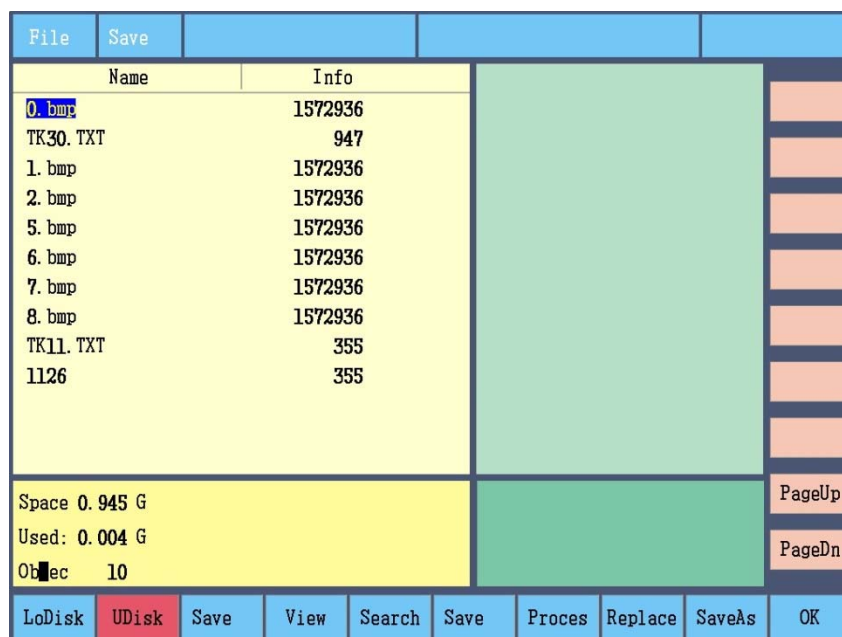 File Save
Name Info
0.bmp 1572936
TK30.TXT 947
1.bmp 1572936
2.bmp 1572936
5.bmp 1572936
6.bmp 1572936
7.bmp 1572936
8.bmp 1572936
TK11.TXT 355
1126 355
Space 0.945 G
Used: 0.004 G
10
PageUp
PageDn
LoDisk UDisk Save View Search Save Proces Replace SaveAs OK